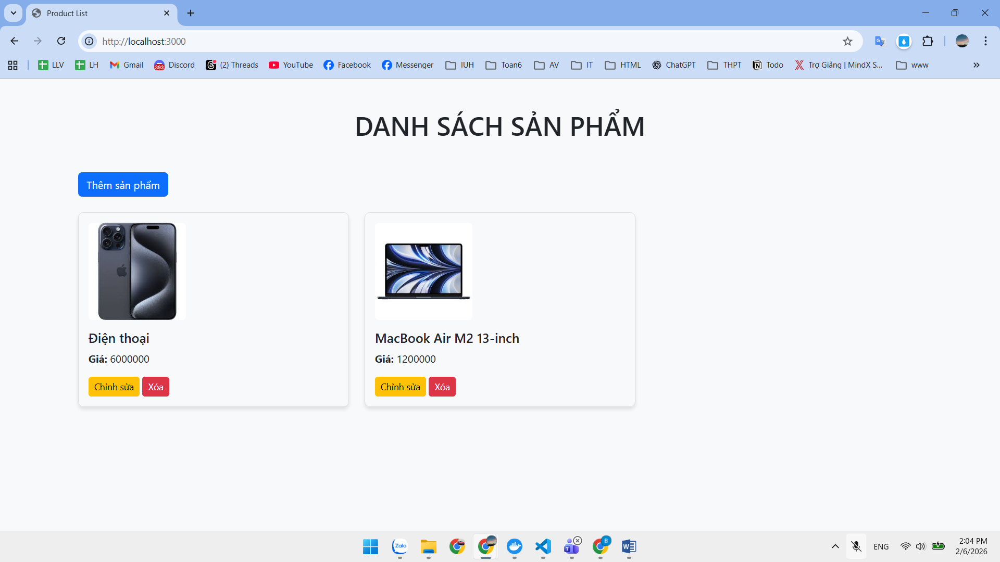 Product List
http://localhost:3000
LLV
LH
Gmail
393
Discord
(2) Threads
YouTube
Facebook
Messenger
IUH
Toan6
AV
IT
HTML
ChatGPT
THPT
Todo
Trợ Giảng | MindX S...
www
DANH SÁCH SẢN PHẨM
Thêm sản phẩm
Điện thoại
Giá: 6000000
Chỉnh sửa
Xóa
MacBook Air M2 13-inch
Giá: 1200000
Chỉnh sửa
Xóa
Zalo
B
ENG
2:04 PM
2/6/2026